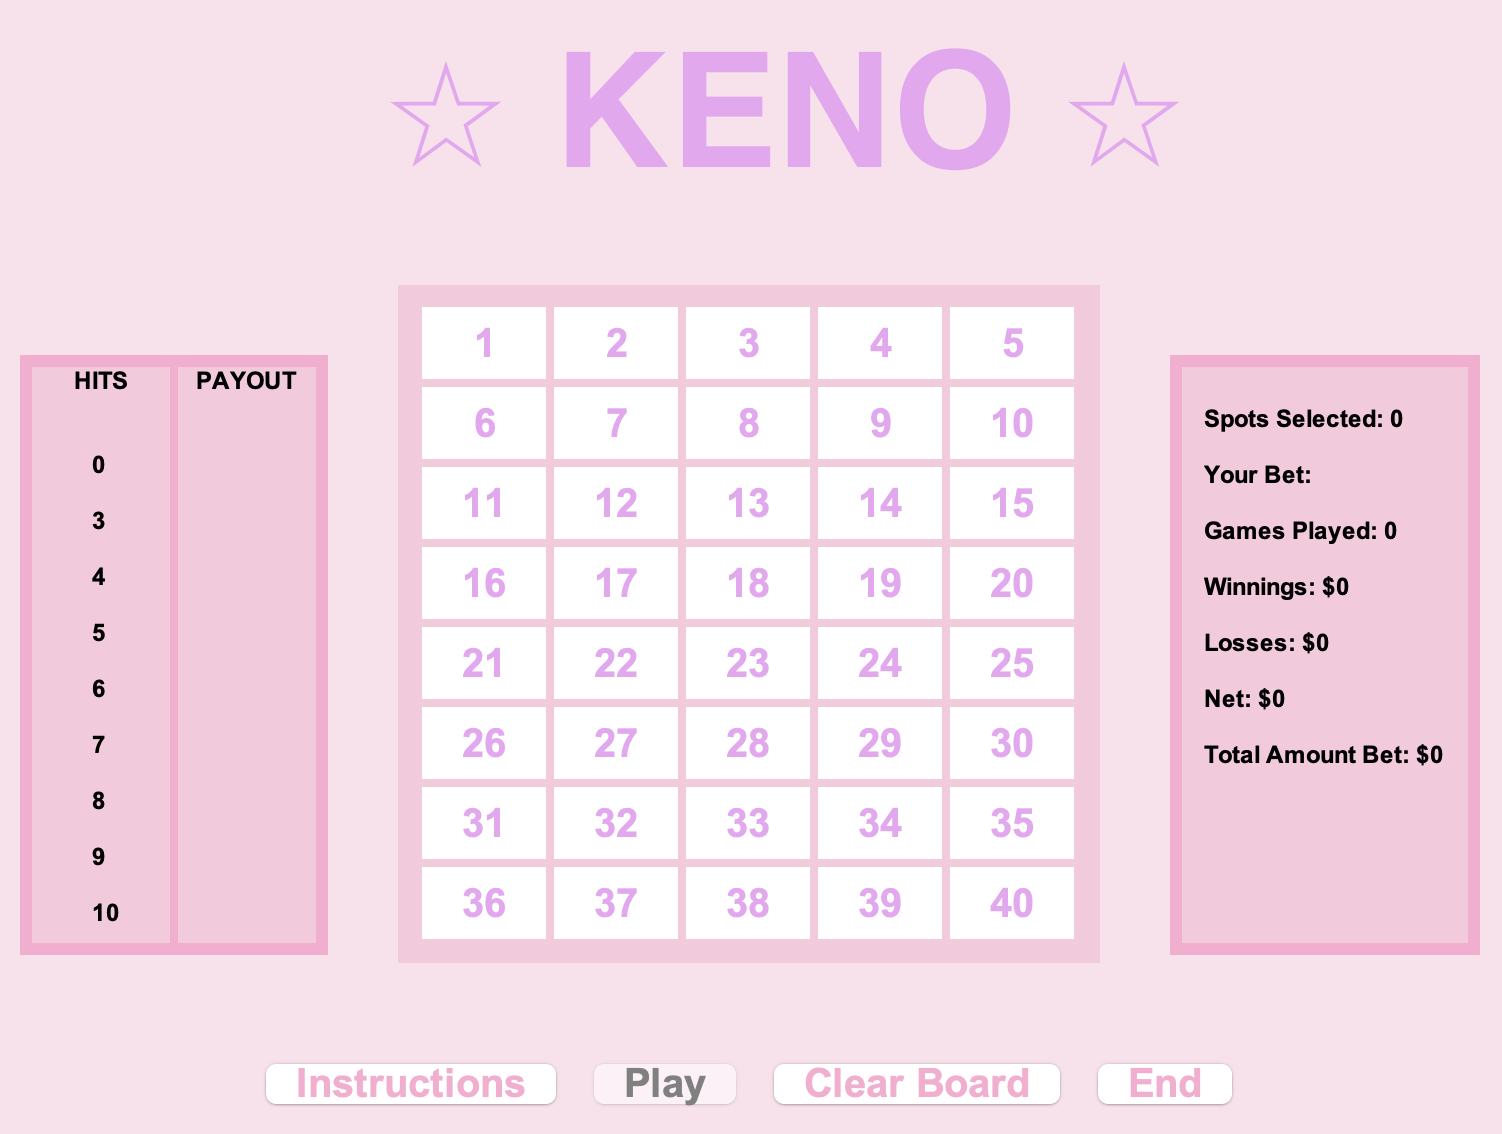 ☆ KENO ☆
HITS PAYOUT
0
3
4
5
6
7
8
9
10
1 2 3 4 5
6 7 8 9 10
11 12 13 14 15
16 17 18 19 20
21 22 23 24 25
26 27 28 29 30
31 32 33 34 35
36 37 38 39 40
Spots Selected: 0
Your Bet:
Games Played: 0
Winnings: $0
Losses: $0
Net: $0
Total Amount Bet: $0
Instructions Play Clear Board End